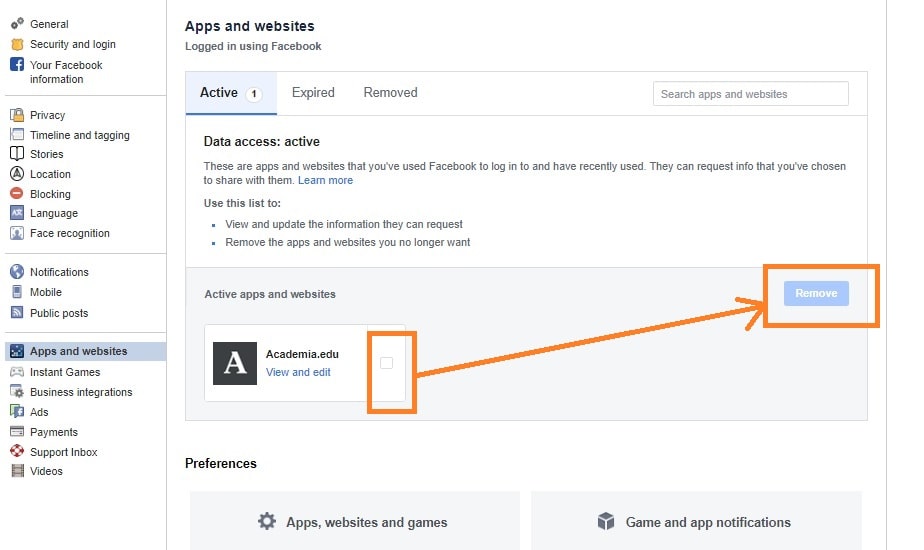 General
Security and login
Your Facebook
information
Privacy
Timeline and tagging
Stories
Location
Blocking
Language
Face recognition
Notifications
Mobile
Public posts
Apps and websites
Instant Games
Business integrations
Ads
Payments
Support Inbox
Videos
Apps and websites
Logged in using Facebook
Active 1 Expired Removed Search apps and websites
Data access: active
These are apps and websites that you've used Facebook to log in to and have recently used. They can request info that you've chosen
to share with them. Learn more
Use this list to:
• View and update the information they can request
• Remove the apps and websites you no longer want
Active apps and websites Remove
A Academia.edu
View and edit
Preferences
Apps, websites and games Game and app notifications